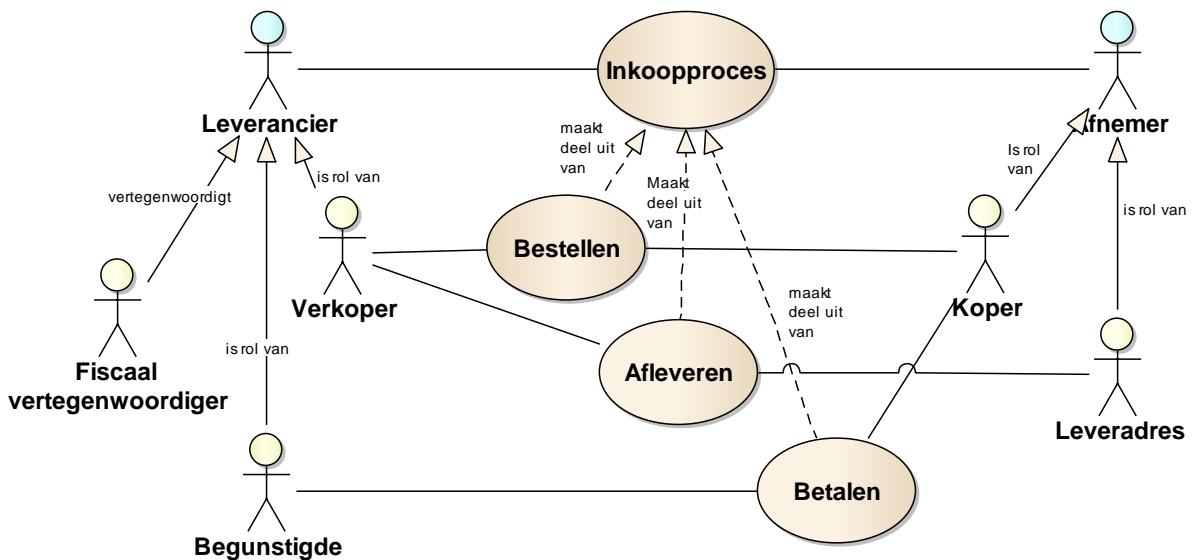 Inkoopproces
Leverancier
Afnemer
maakt
deel uit
van
Is rol
van
is rol van
Maakt
deel uit
van
vertegenwoordigt
is rol van
Bestellen
Verkoper
maakt
deel uit
van
Koper
is rol van
Fiscaal
vertegenwoordiger
Afleveren
Leveradres
Betalen
Begunstigde